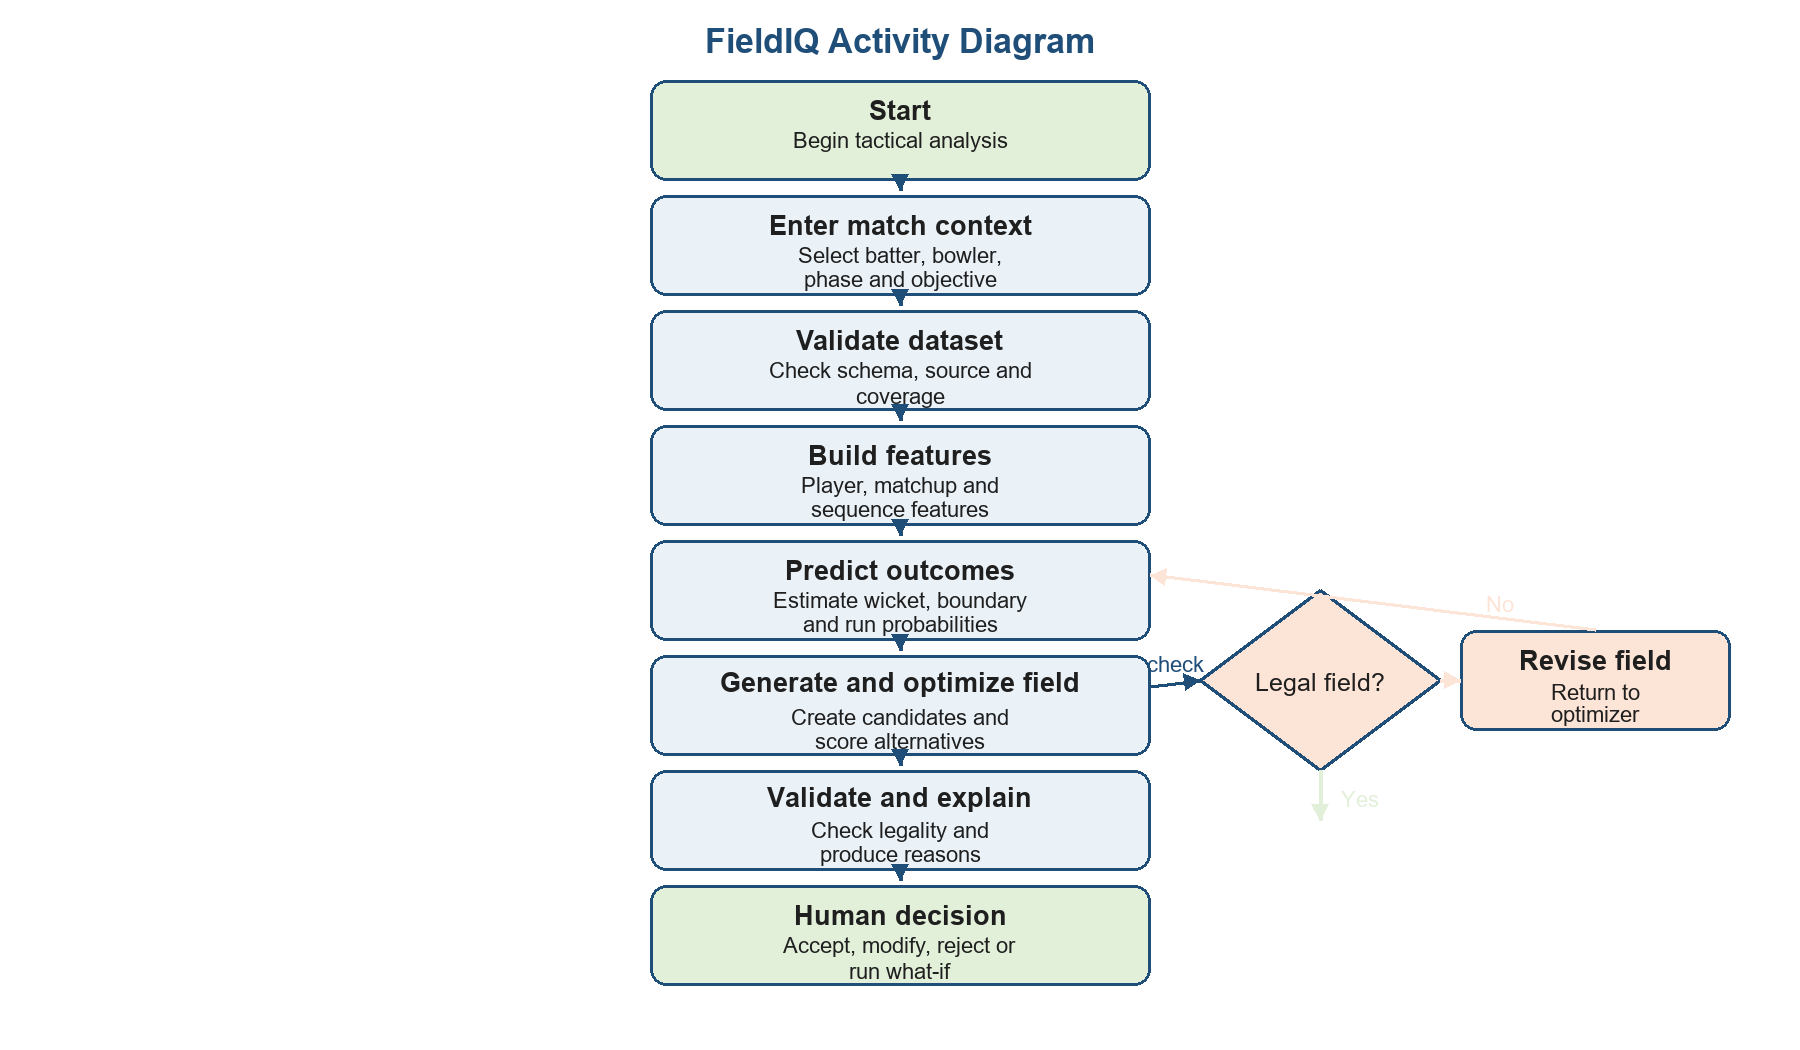 FieldIQ Activity Diagram
Start
Begin tactical analysis
Enter match context
Select batter, bowler,
phase and objective
Validate dataset
Check schema, source and
coverage
Build features
Player, matchup and
sequence features
Predict outcomes
Estimate wicket, boundary
and run probabilities
Generate and optimize field
Create candidates and
score alternatives
check
Legal field?
No
Revise field
Return to
optimizer
Yes
Validate and explain
Check legality and
produce reasons
Human decision
Accept, modify, reject or
run what-if